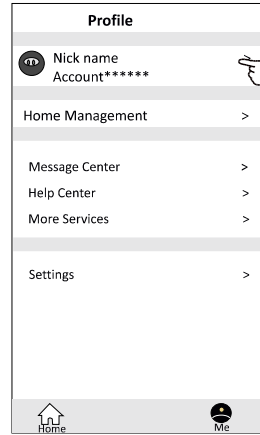 Profile
Nick name
Account******
Home Management >
Message Center >
Help Center >
More Services >
Settings >
Home Me